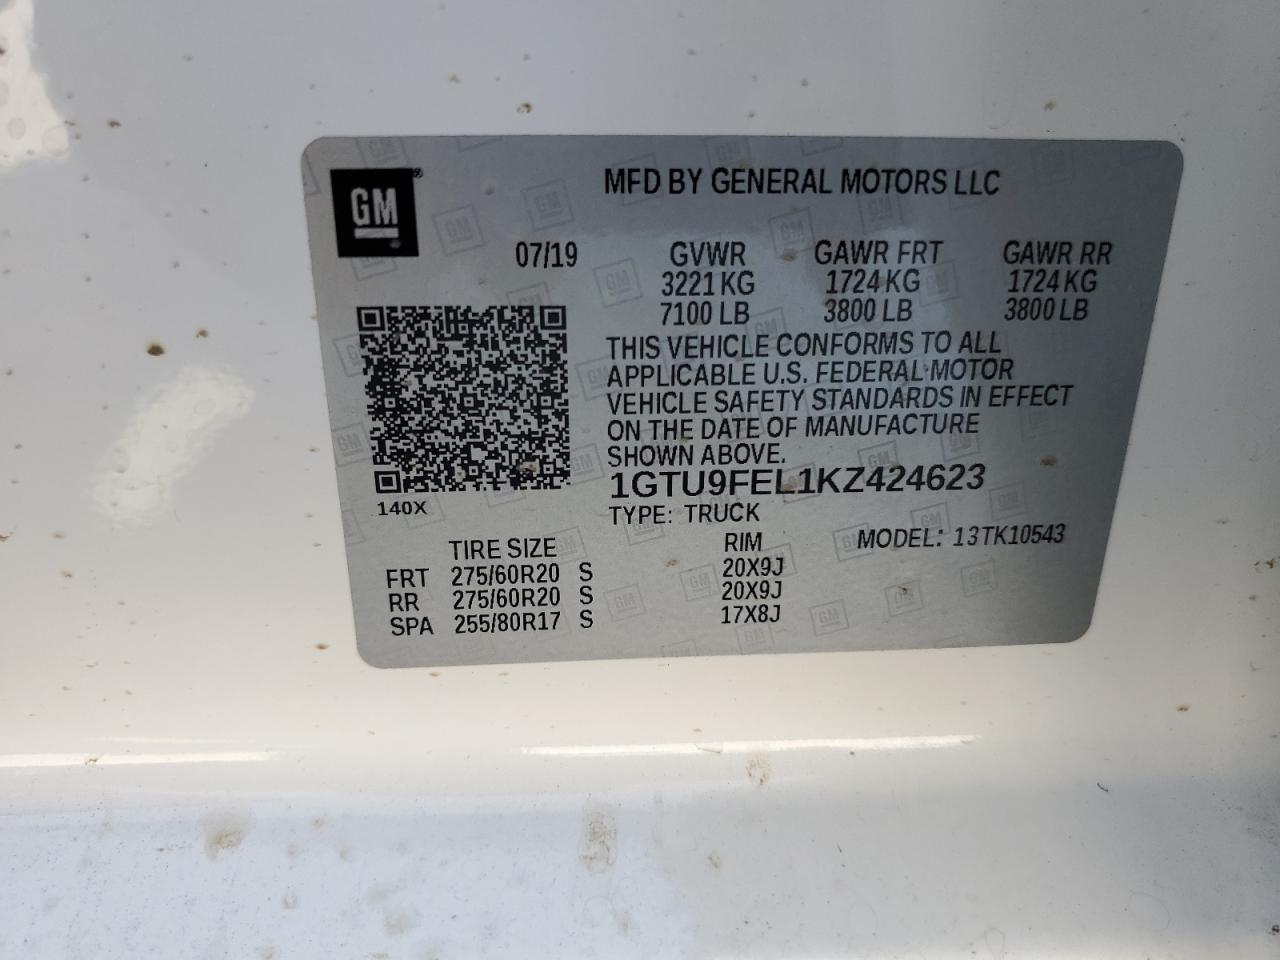 GM
MFD BY GENERAL MOTORS LLC
07/19 GVWR GAWR FRT GAWR RR
3221 KG 1724 KG 1724 KG
7100 LB 3800 LB 3800 LB
THIS VEHICLE CONFORMS TO ALL
APPLICABLE U.S. FEDERAL MOTOR
VEHICLE SAFETY STANDARDS IN EFFECT
ON THE DATE OF MANUFACTURE
SHOWN ABOVE.
1GTU9FEL1KZ424623
140X
TYPE: TRUCK
MODEL: 13TK10543
TIRE SIZE RIM
FRT 275/60R20 S 20X9J
RR 275/60R20 S 20X9J
SPA 255/80R17 S 17X8J